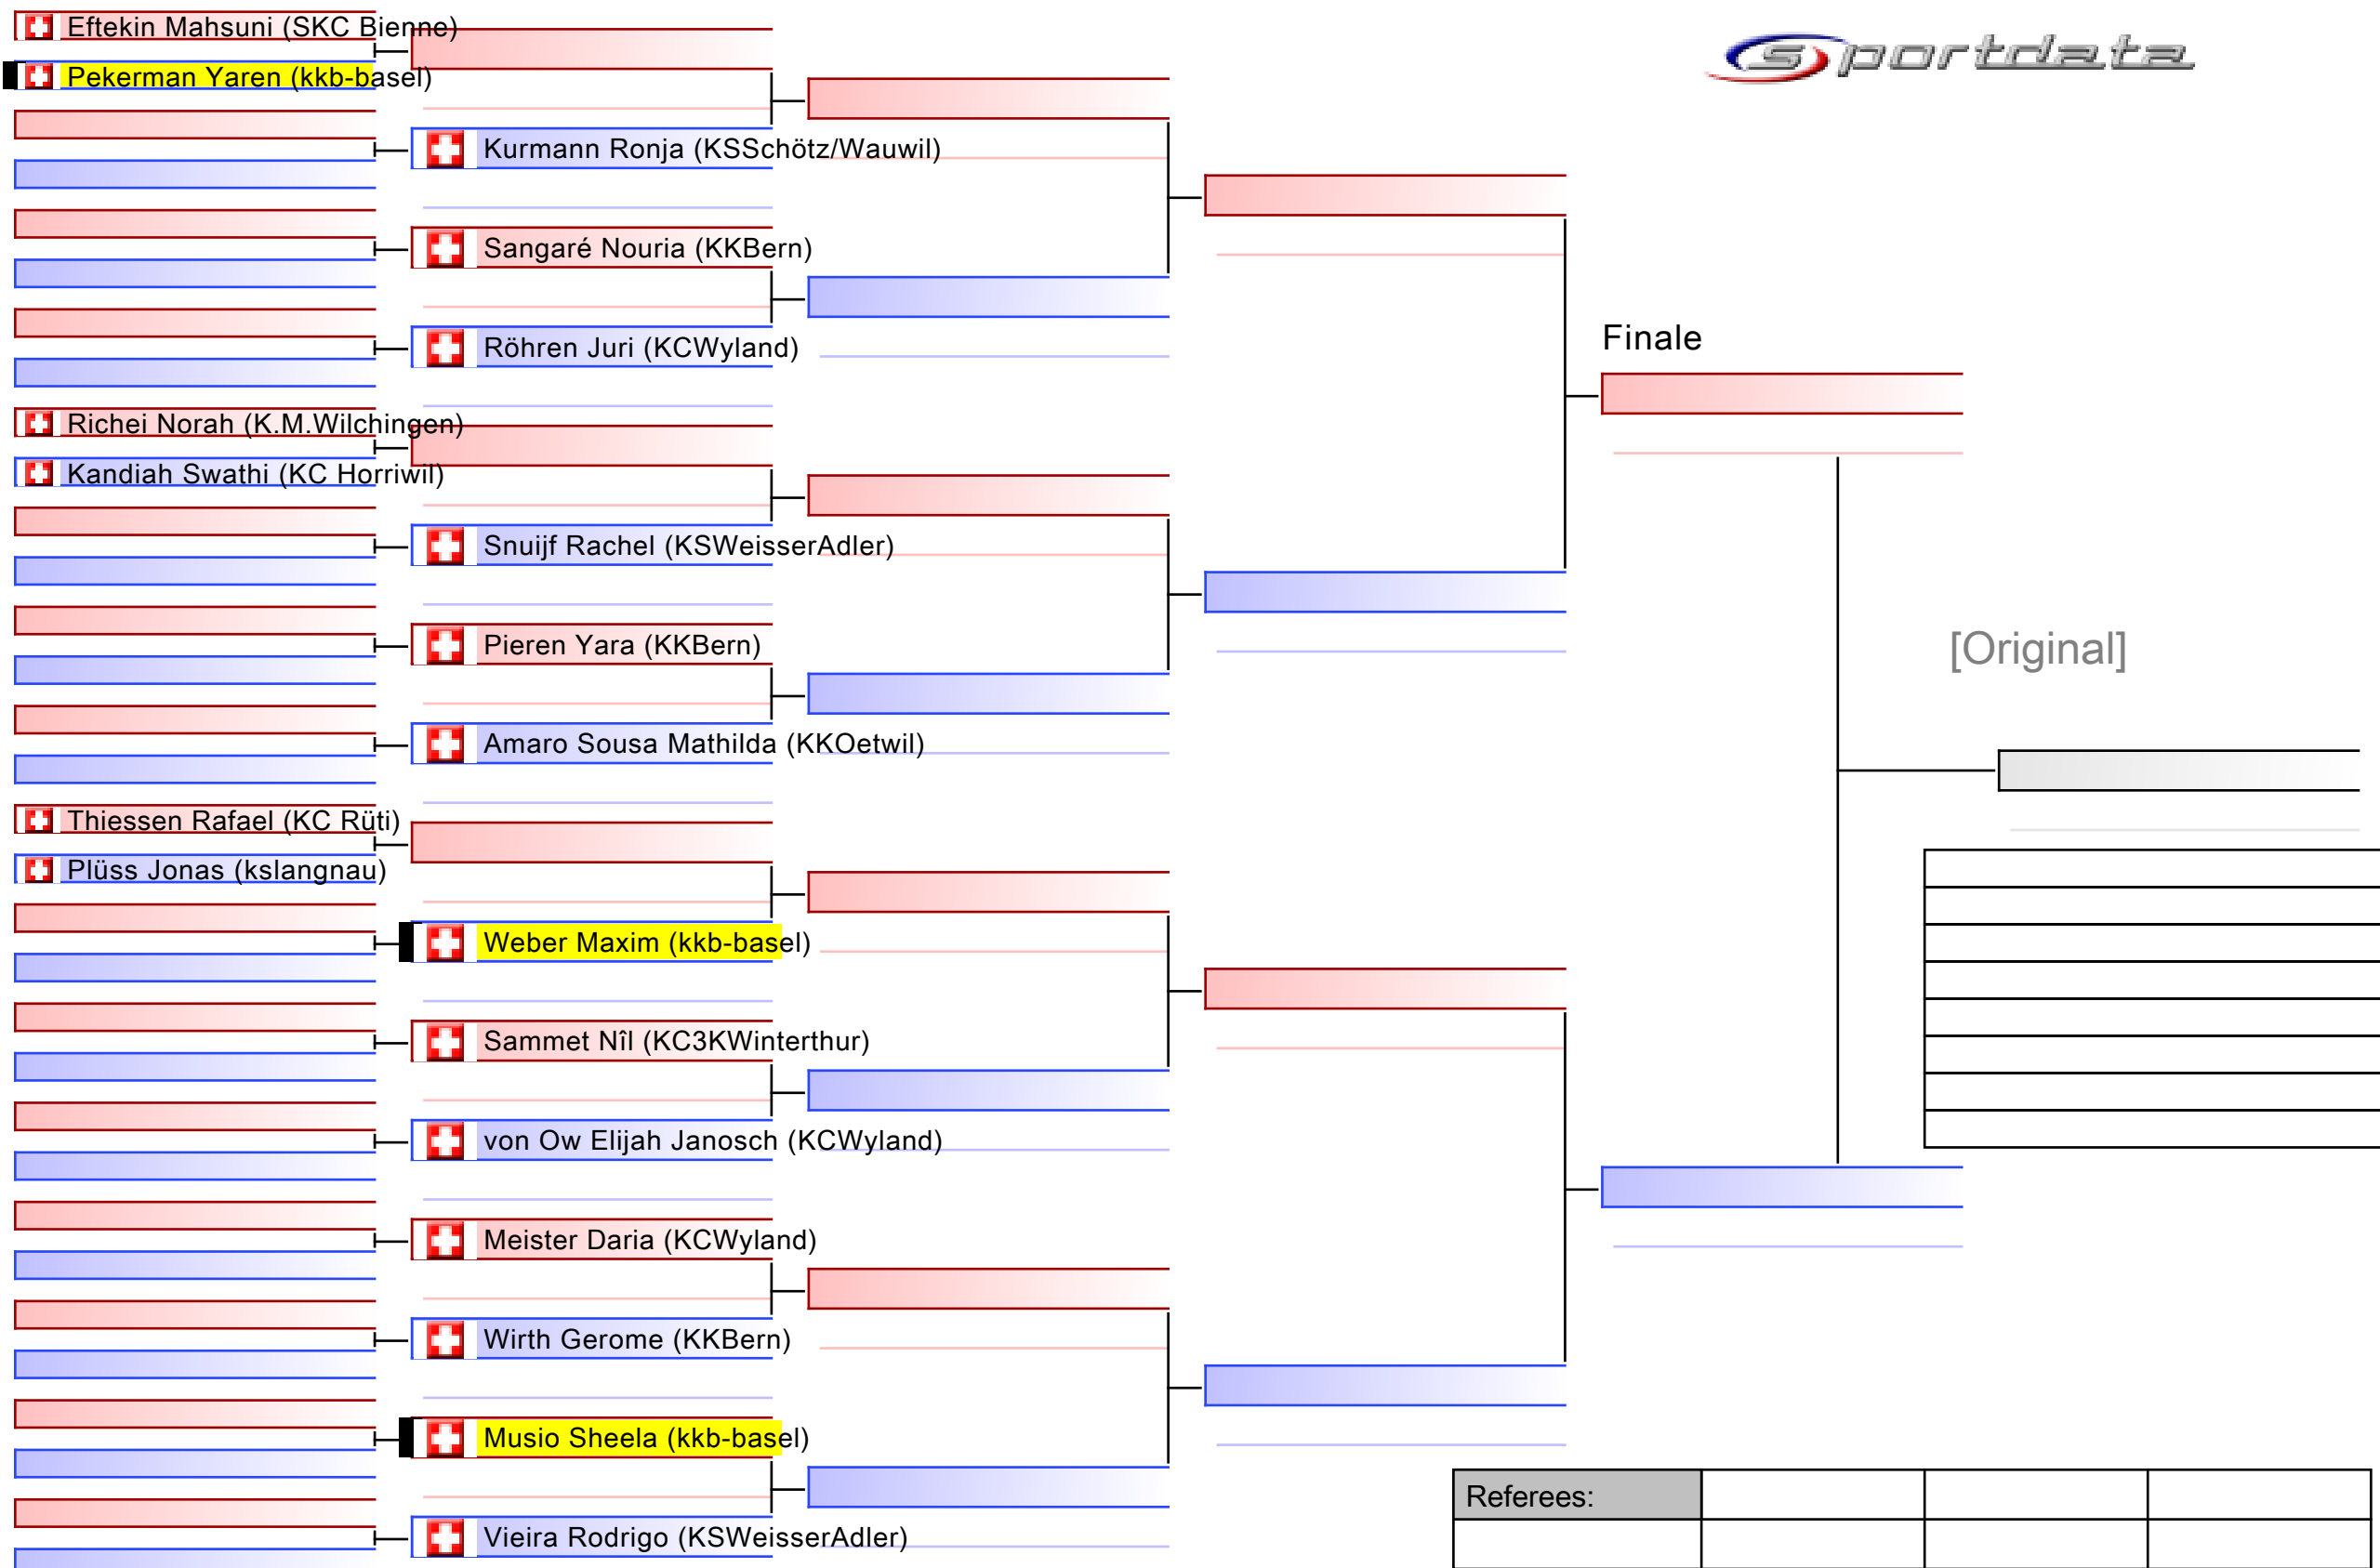 Eftekin Mahsuni (SKC Bienne)
sportdata
Pekerman Yaren (kkb-basel)
Kurmann Ronja (KSSchötz/Wauwil)
Sangaré Nouria (KKBern)
Röhren Juri (KCWyland)
Finale
Richei Norah (K.M.Wilchingen)
Kandiah Swathi (KC Horriwil)
Snuijf Rachel (KSWeisserAdler)
Pieren Yara (KKBern)
[Original]
Amaro Sousa Mathilda (KKOetwil)
Thiessen Rafael (KC Rüti)
Plüss Jonas (kslangnau)
Weber Maxim (kkb-basel)
Sammet Nîl (KC3KWinterthur)
von Ow Elijah Janosch (KCWyland)
Meister Daria (KCWyland)
Wirth Gerome (KKBern)
Musio Sheela (kkb-basel)
Referees:
Vieira Rodrigo (KSWeisserAdler)